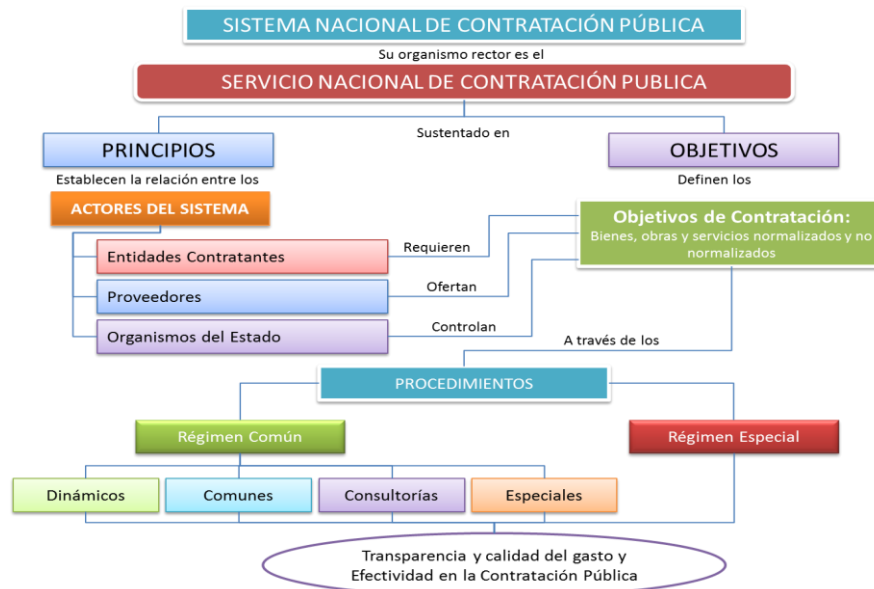 SISTEMA NACIONAL DE CONTRATACIÓN PÚBLICA
Su organismo rector es el
SERVICIO NACIONAL DE CONTRATACIÓN PUBLICA
Sustentado en
PRINCIPIOS
OBJETIVOS
Establecen la relación entre los
Definen los
ACTORES DEL SISTEMA
Objetivos de Contratación:
Bienes, obras y servicios normalizados y no
normalizados
Entidades Contratantes
Requieren
Proveedores
Ofertan
Organismos del Estado
Controlan
A través de los
PROCEDIMIENTOS
Régimen Común
Régimen Especial
Dinámicos
Comunes
Consultorías
Especiales
Transparencia y calidad del gasto y
Efectividad en la Contratación Pública